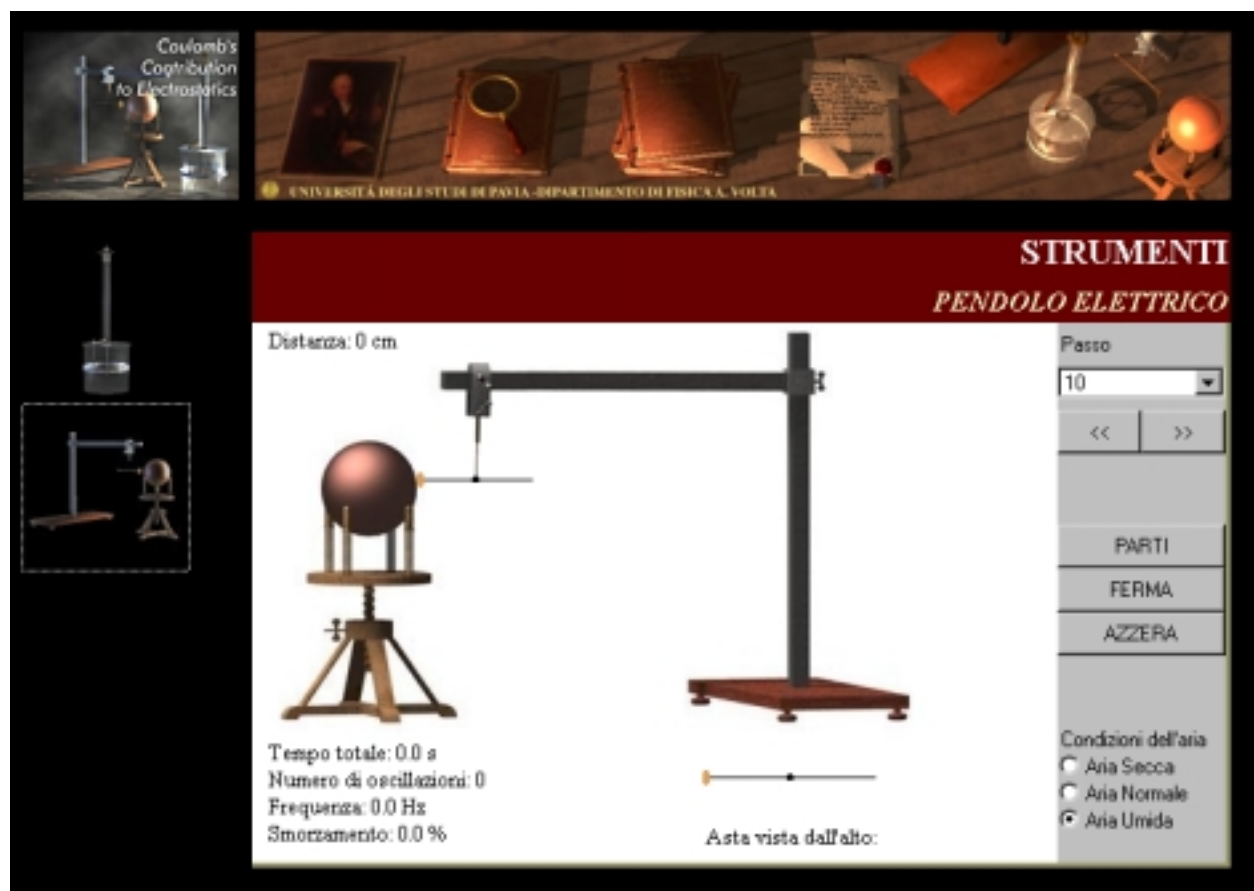 Coulomb's
Contribution
to Electrostatics
UNIVERSITÀ DEGLI STUDI DI PAVIA -DIPARTIMENTO DI FISICA A. VOLTA
STRUMENTI
PENDOLO ELETTRICO
Distanza: 0 cm
Passo
10
<< >>
PARTI
FERMA
AZZERA
Condizioni dell'aria
Aria Secca
Aria Normale
Aria Umida
Tempo totale: 0.0 s
Numero di oscillazioni: 0
Frequenza: 0.0 Hz
Smorzamento: 0.0 %
Asta vista dall'alto: